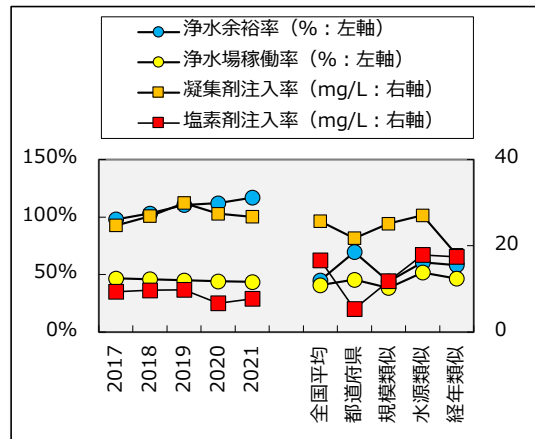 浄水余裕率（%：左軸）
浄水場稼働率（%：左軸）
凝集剤注入率（mg/L：右軸）
塩素剤注入率（mg/L：右軸）
150%
100%
50%
0%
40
20
0
2017
2018
2019
2020
2021
全国平均
都道府県
規模類似
水源類似
経年類似